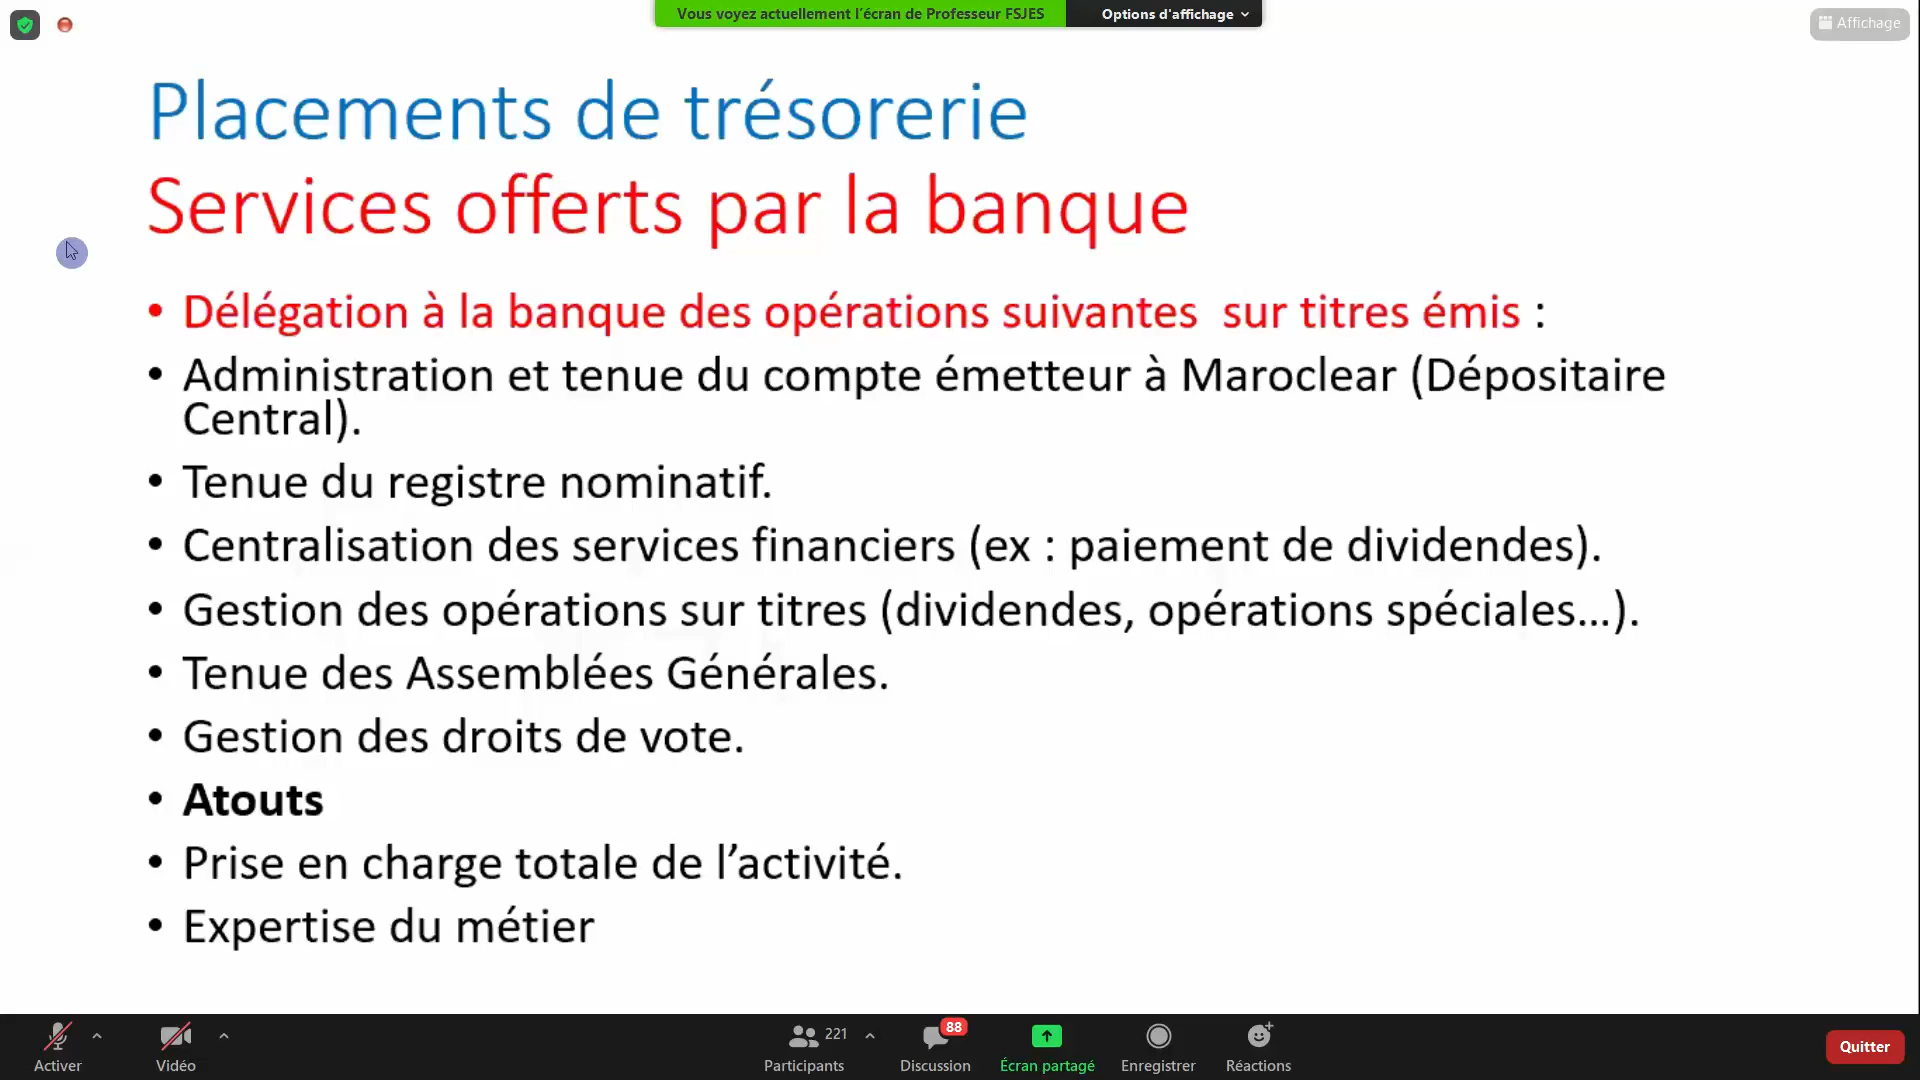 Vous voyez actuellement l'écran de Professeur FSJES
Options d'affichage
Affichage
Placements de trésorerie
Services offerts par la banque
• Délégation à la banque des opérations suivantes  sur titres émis :
• Administration et tenue du compte émetteur à Maroclear (Dépositaire
Central).
• Tenue du registre nominatif.
• Centralisation des services financiers (ex : paiement de dividendes).
• Gestion des opérations sur titres (dividendes, opérations spéciales...).
• Tenue des Assemblées Générales.
• Gestion des droits de vote.
• Atouts
• Prise en charge totale de l’activité.
• Expertise du métier
221
88
Activer
Vidéo
Participants
Discussion
Écran partagé
Enregistrer
Réactions
Quitter